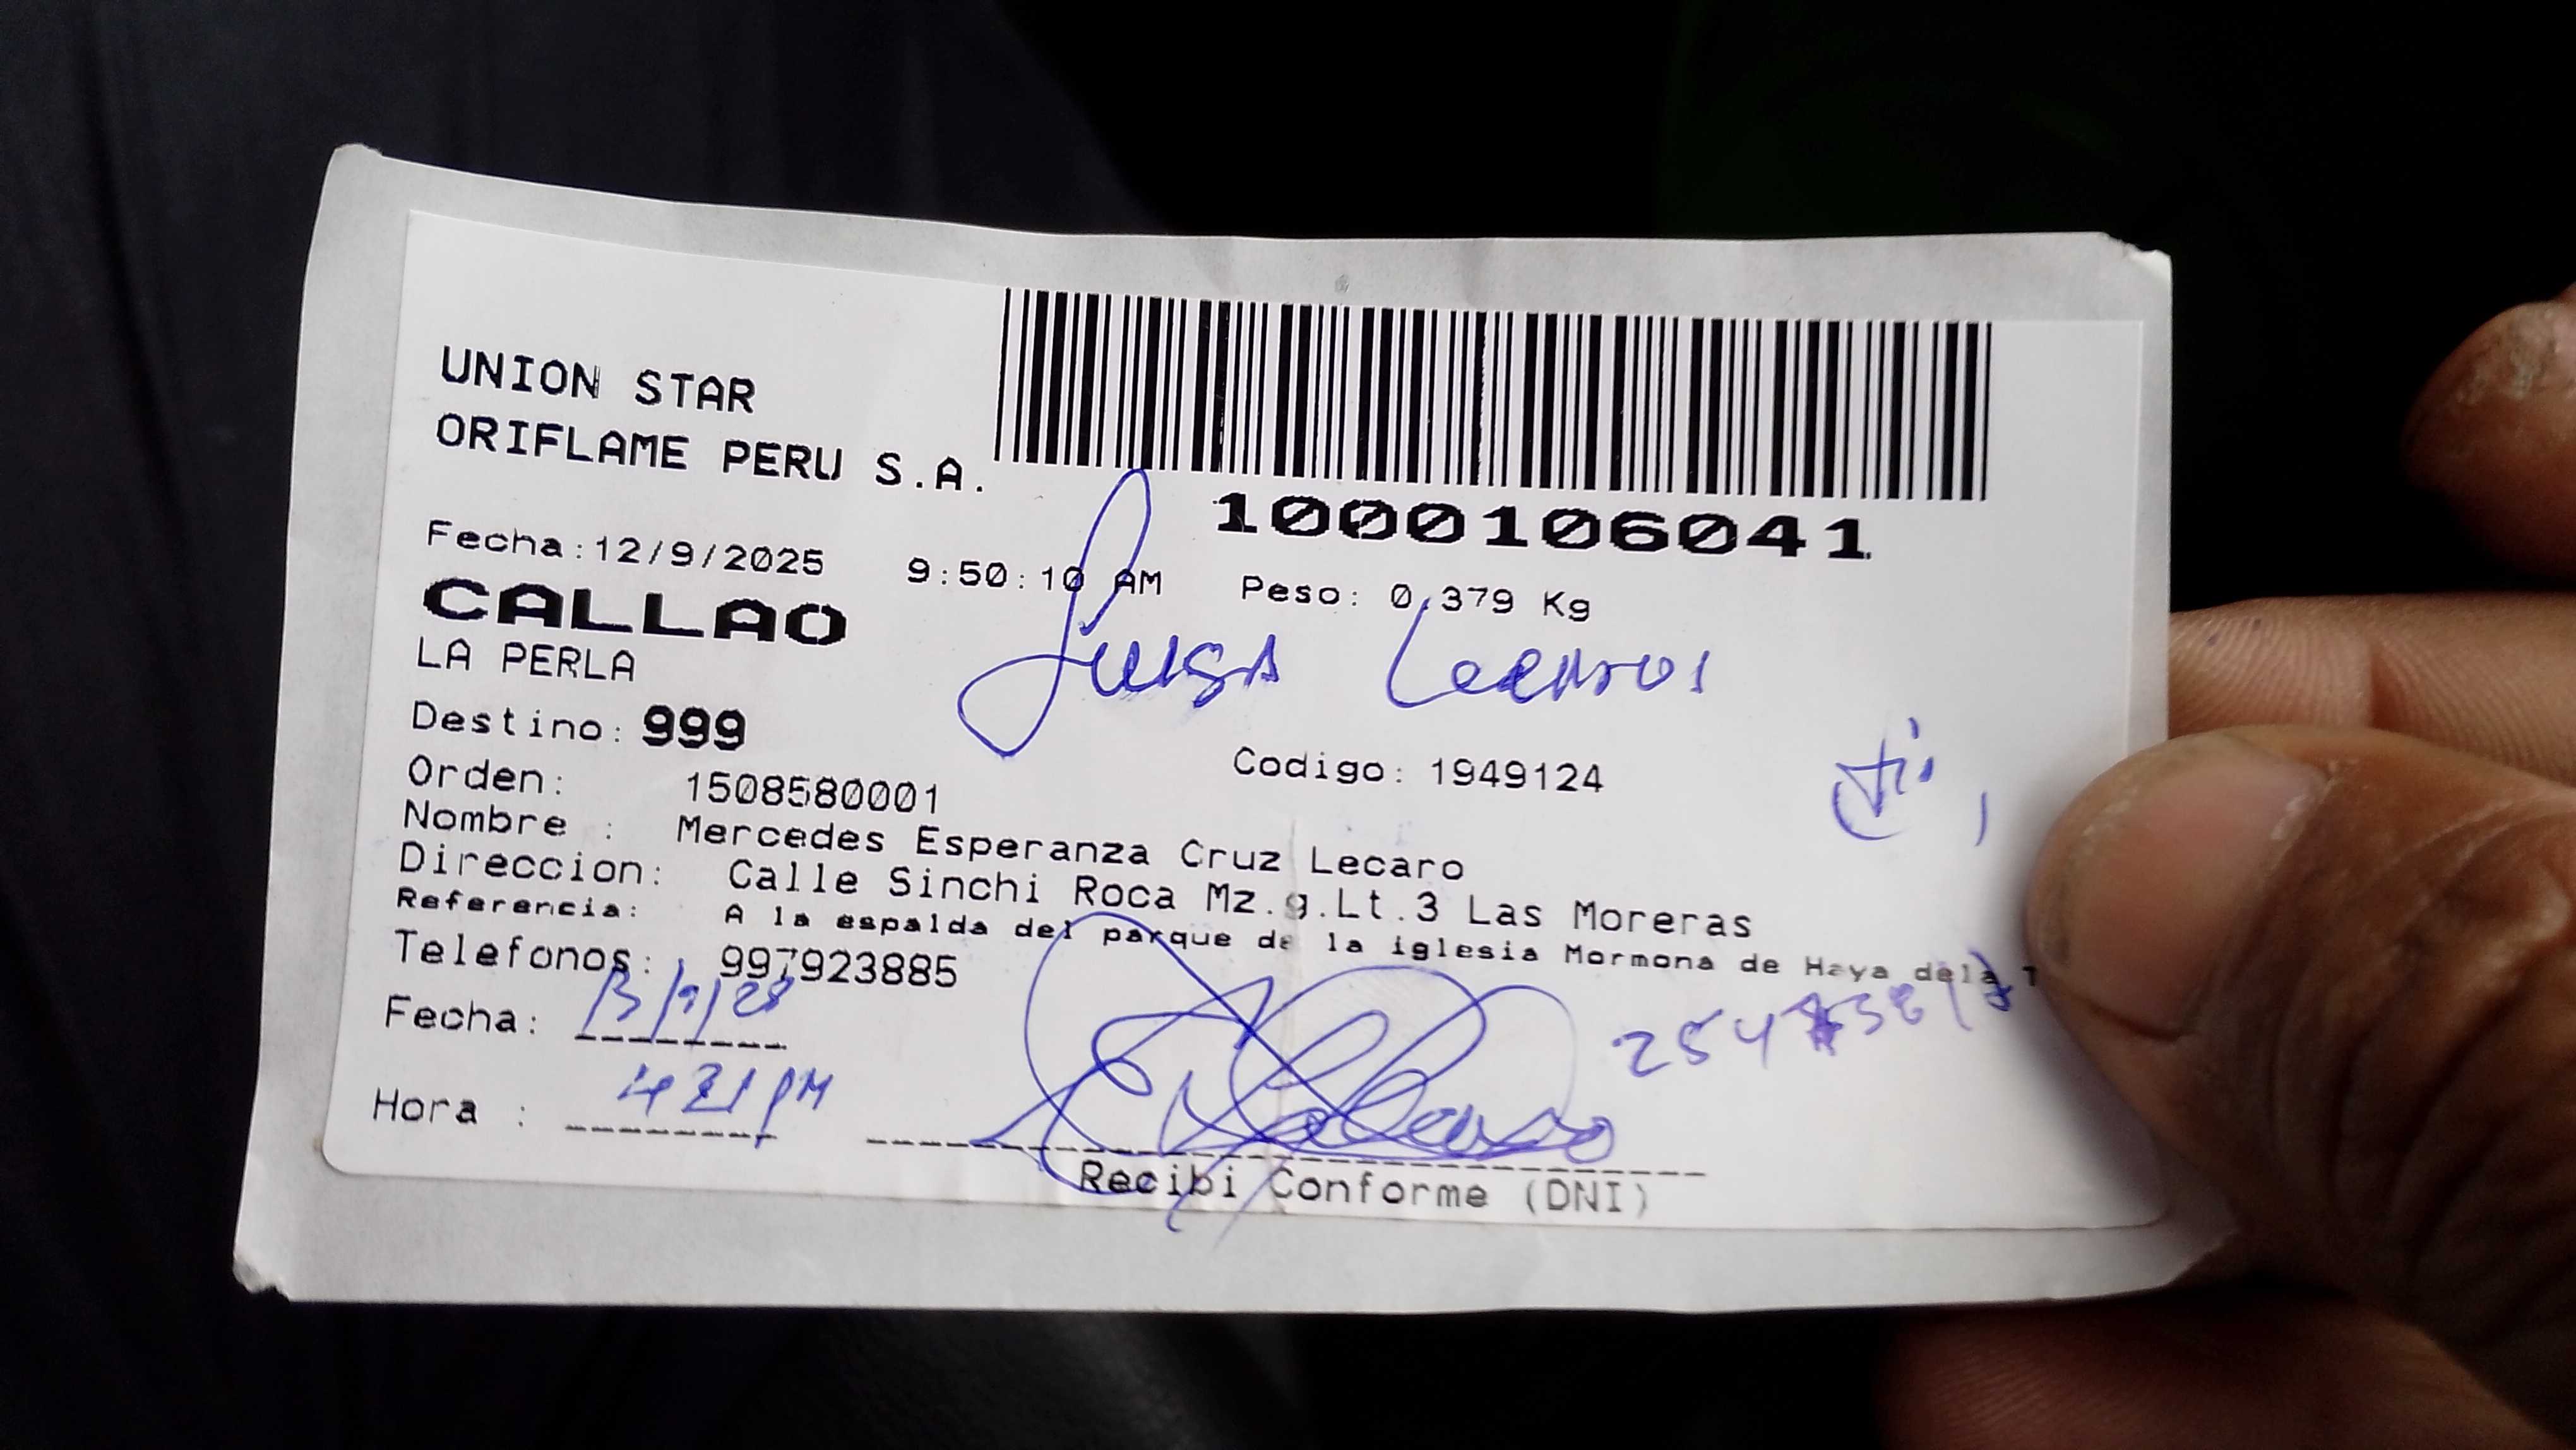 UNION STAR
ORIFLAME PERU S.A.
1000106041
Fecha:12/9/2025 9:50:10 AM Peso: 0.379 Kg
CALLAO
LA PERLA
Luisa Lecaros
Destino: 999
Codigo: 1949124
Orden: 1508580001
Nombre : Mercedes Esperanza Cruz Lecaro
Direccion: Calle Sinchi Roca Mz.g.Lt.3 Las Moreras
Referencia: A la espalda del parque de la iglesia Mormona de Haya dela T
Telefonos: 997923885
Fecha:
Hora : 4 21 PM
Recibi Conforme (DNI)